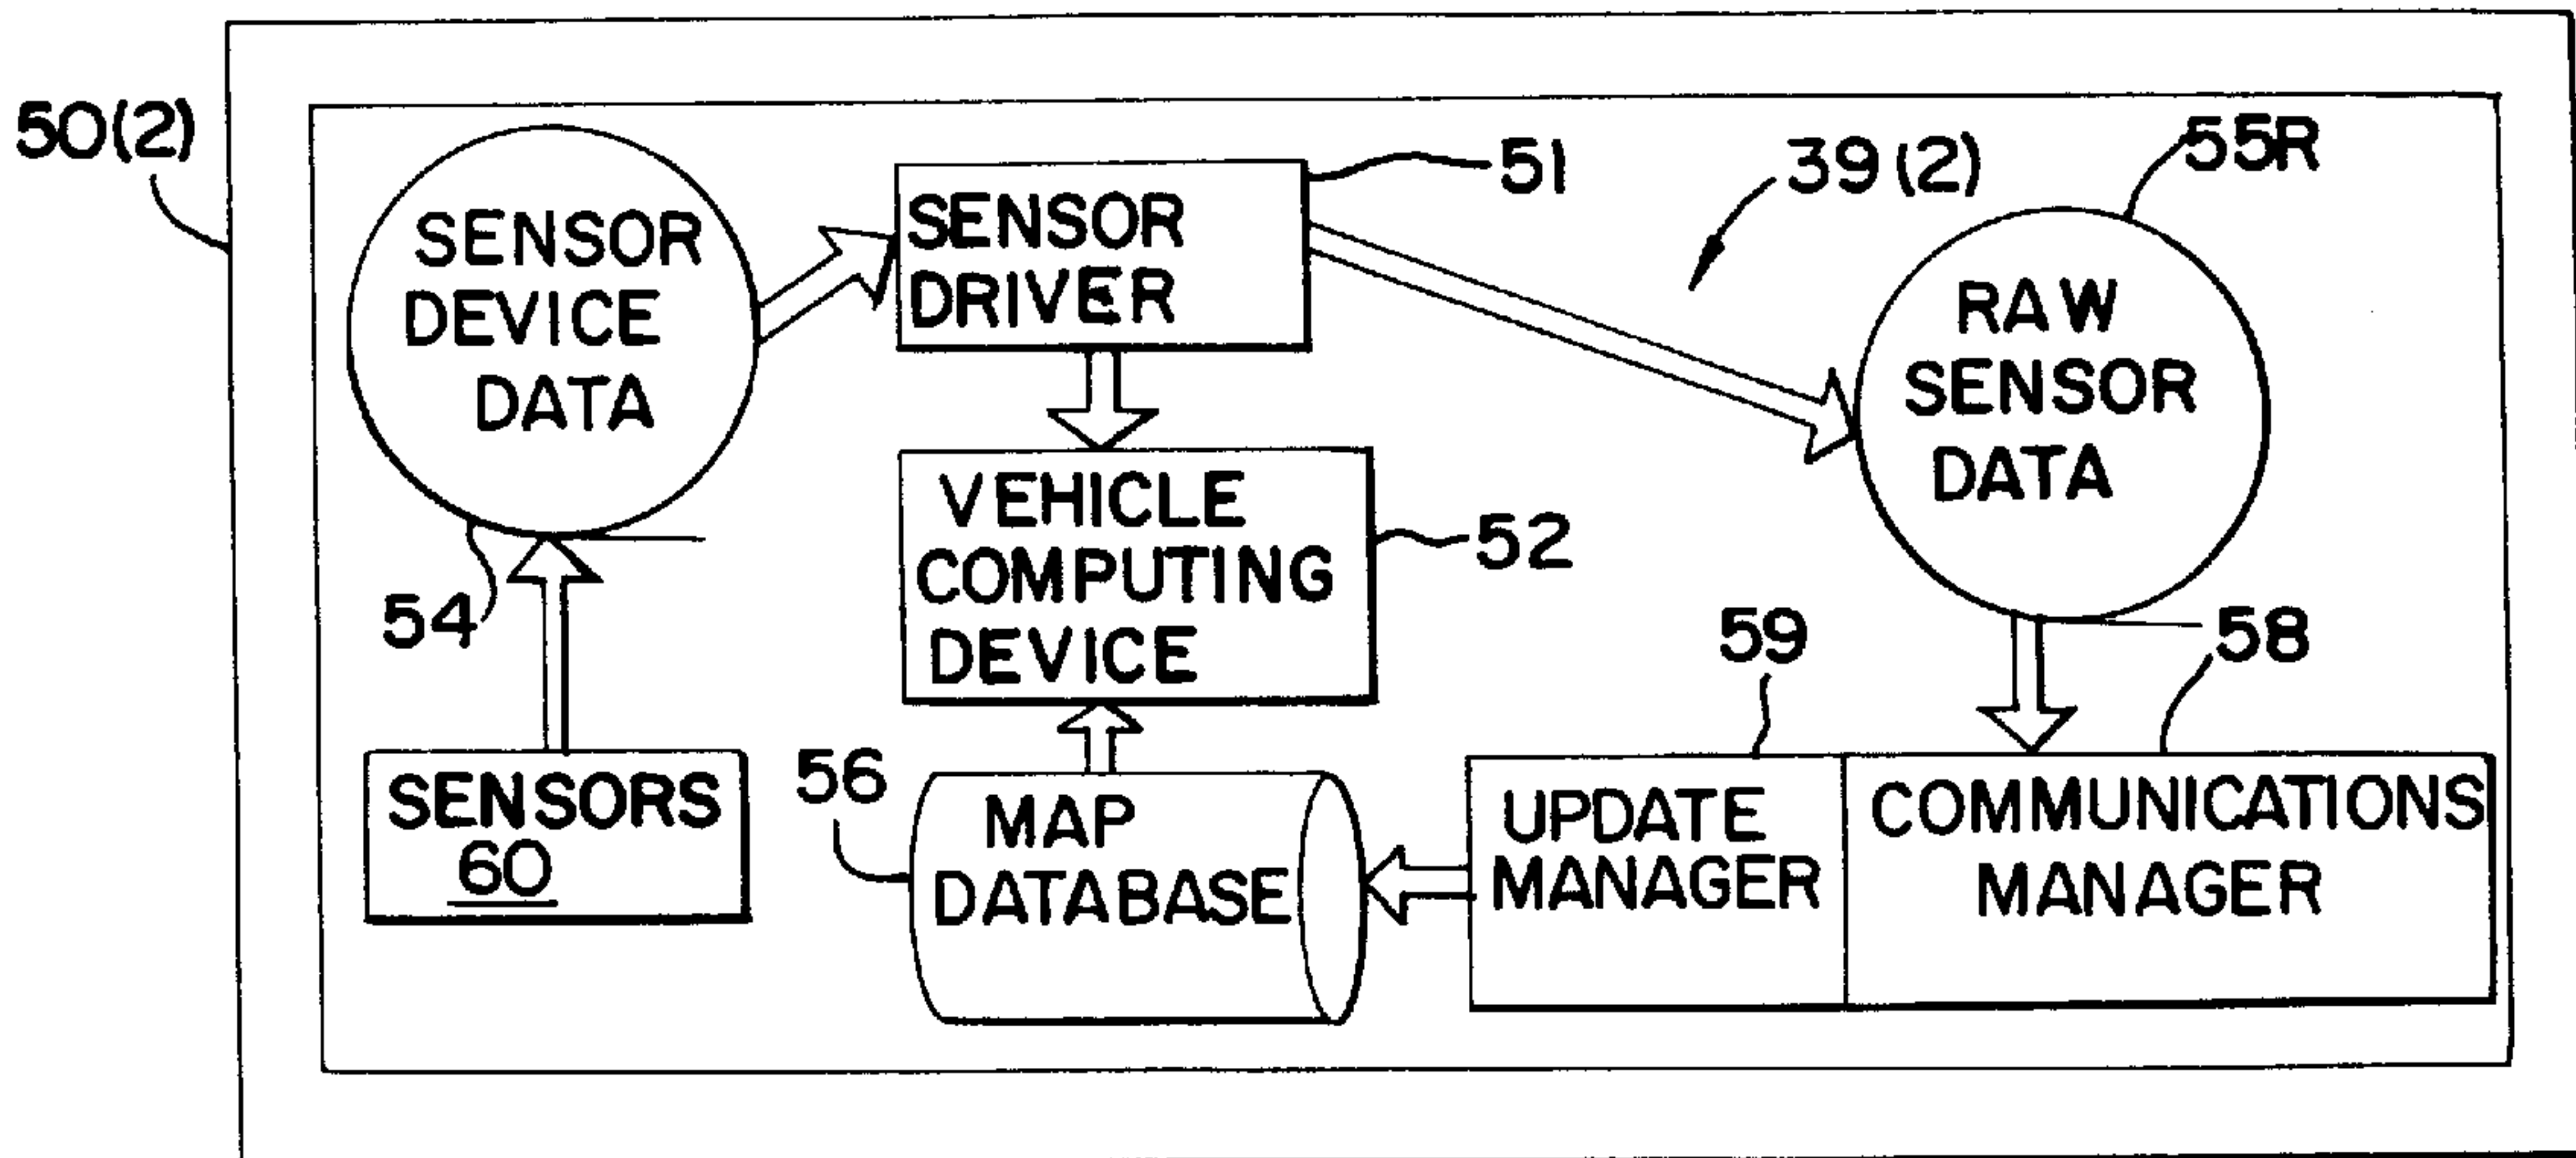 50(2)
SENSOR
DEVICE
DATA
54
SENSORS
60
SENSOR
DRIVER
51
VEHICLE
COMPUTING
DEVICE
52
39(2)
55R
RAW
SENSOR
DATA
56
MAP
DATABASE
59
UPDATE
MANAGER
58
COMMUNICATIONS
MANAGER